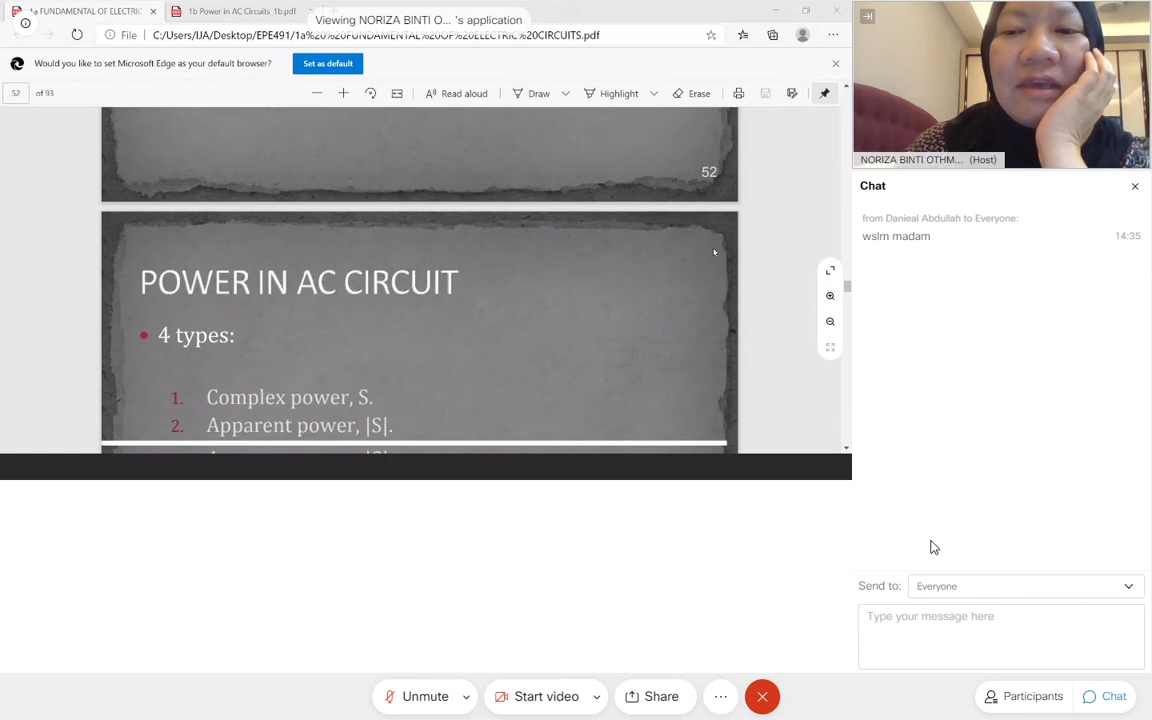 1a FUNDAMENTAL OF ELECTRIC
1b Power in AC Circuits_1b.pdf
Viewing NORIZA BINTI O... 's application
File
C:/Users/IJA/Desktop/EPE491/1a%20%20FUNDAMENTAL%20OF%20ELECTRIC%20CIRCUITS.pdf
Would you like to set Microsoft Edge as your default browser?
Set as default
52 of 93
Read aloud
Draw
Highlight
Erase
52
POWER IN AC CIRCUIT
• 4 types:
1. Complex power, S.
2. Apparent power, |S|.
NORIZA BINTI OTHM... (Host)
Chat
from Danieal Abdullah to Everyone:
wslm madam 14:35
Send to: Everyone
Type your message here
Unmute
Start video
Share
Participants
Chat